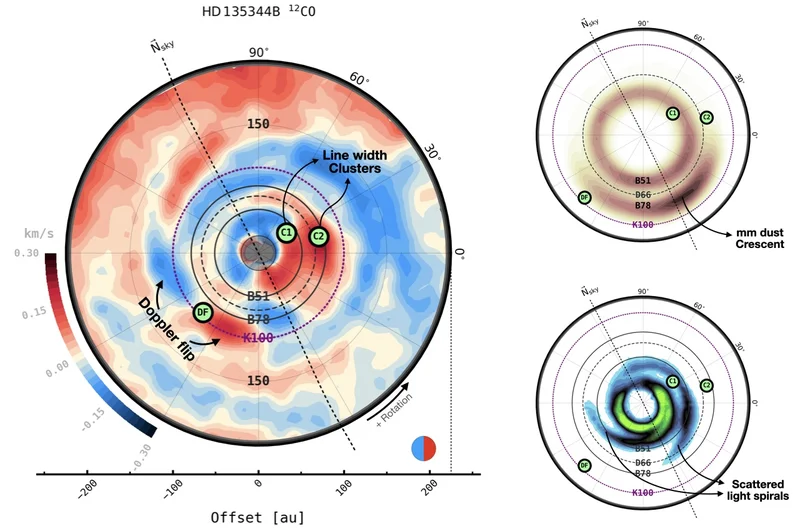 HD 135344B ¹²CO
N⃗sky
90°
60°
30°
0°
150
Line width
Clusters
C1
C2
km/s
0.30
0.15
0.00
-0.15
-0.30
Doppler flip
DF
B51
B78
K100
150
+ Rotation
-200
-100
0
100
200
Offset [au]
N⃗sky
90°
60°
30°
0°
C1
C2
DF
B51
D66
B78
K100
mm dust
Crescent
N⃗sky
90°
60°
30°
0°
C1
C2
DF
B51
D66
B78
K100
Scattered
light spirals